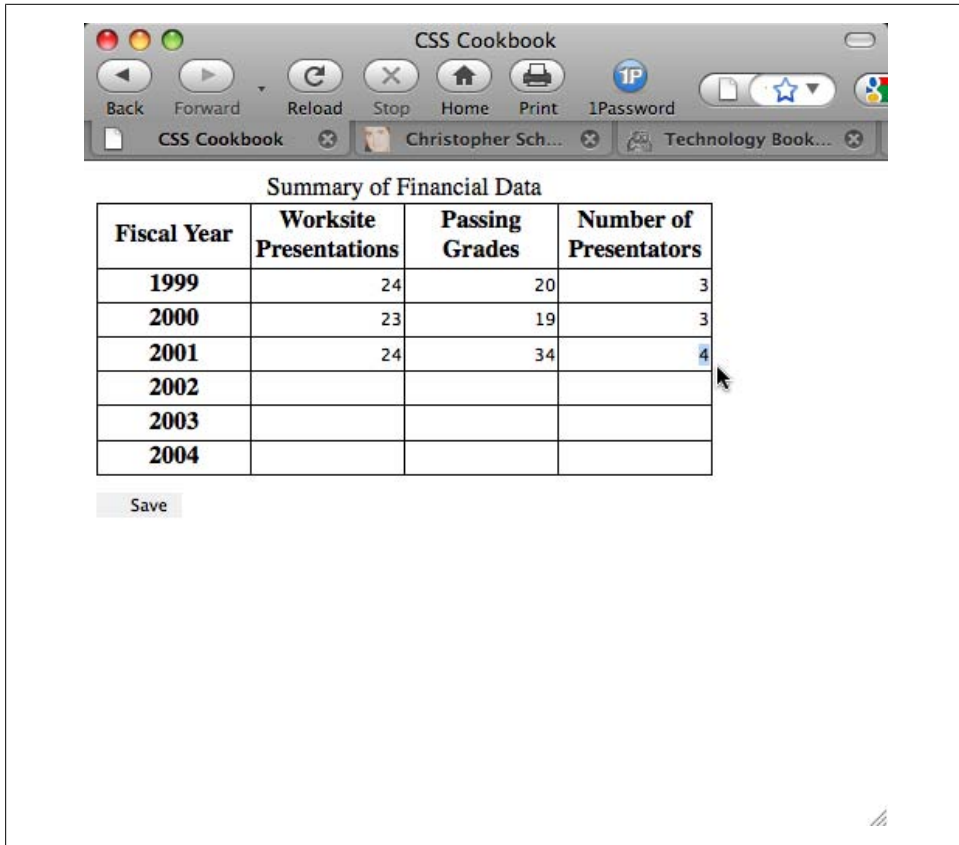 CSS Cookbook
1P
Back Forward Reload Stop Home Print 1Password
CSS Cookbook Christopher Sch... Technology Book...
Summary of Financial Data
Fiscal Year Worksite Presentations Passing Grades Number of Presentators
1999 24 20 3
2000 23 19 3
2001 24 34 4
2002
2003
2004
Save